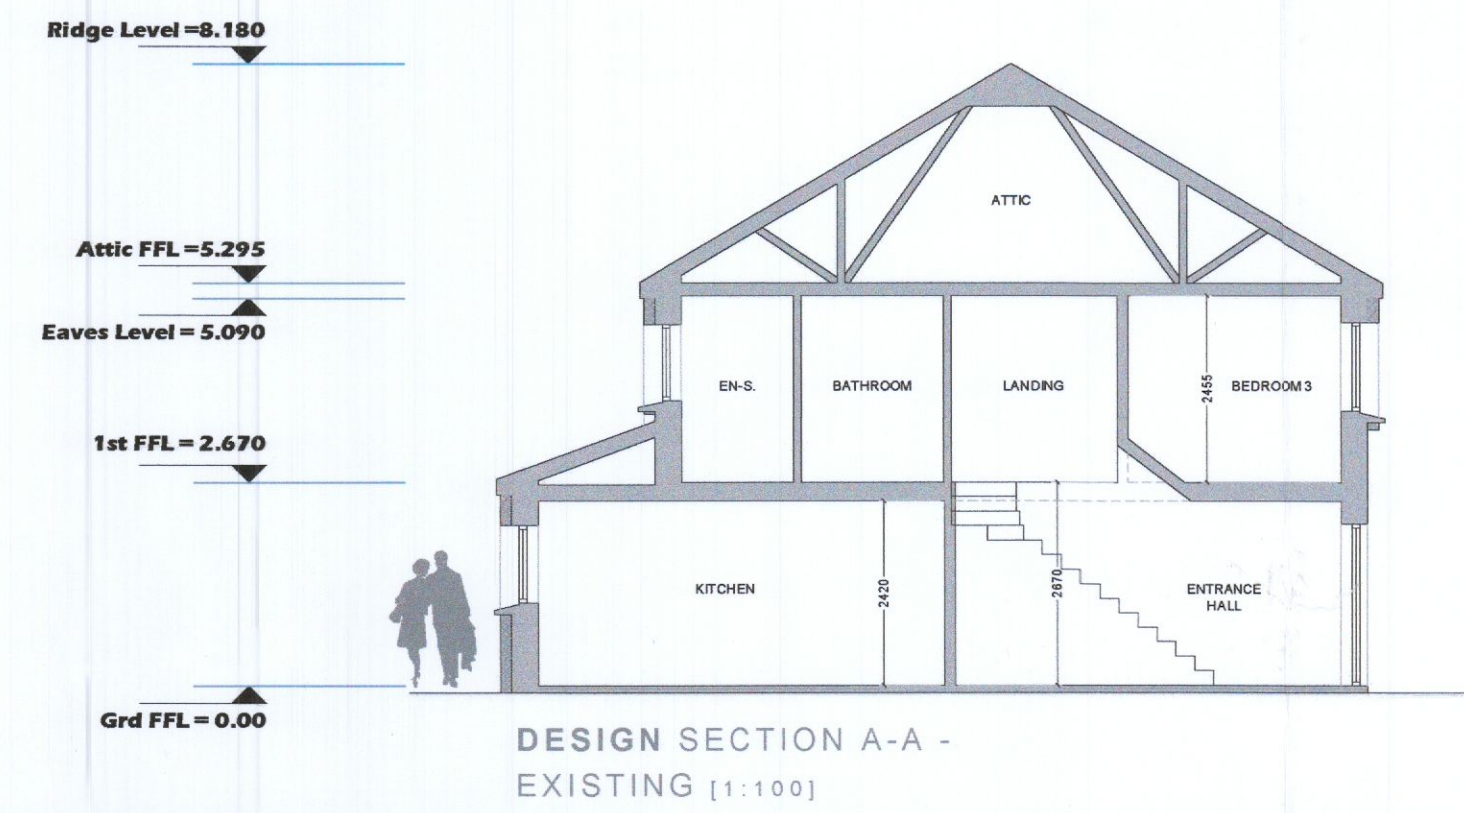 Ridge Level =8.180
Attic FFL =5.295
Eaves Level = 5.090
1st FFL = 2.670
Grd FFL = 0.00
ATTIC
EN-S.
BATHROOM
LANDING
2455
BEDROOM 3
KITCHEN
2420
2670
ENTRANCE
HALL
DESIGN SECTION A-A -
EXISTING [1:100]